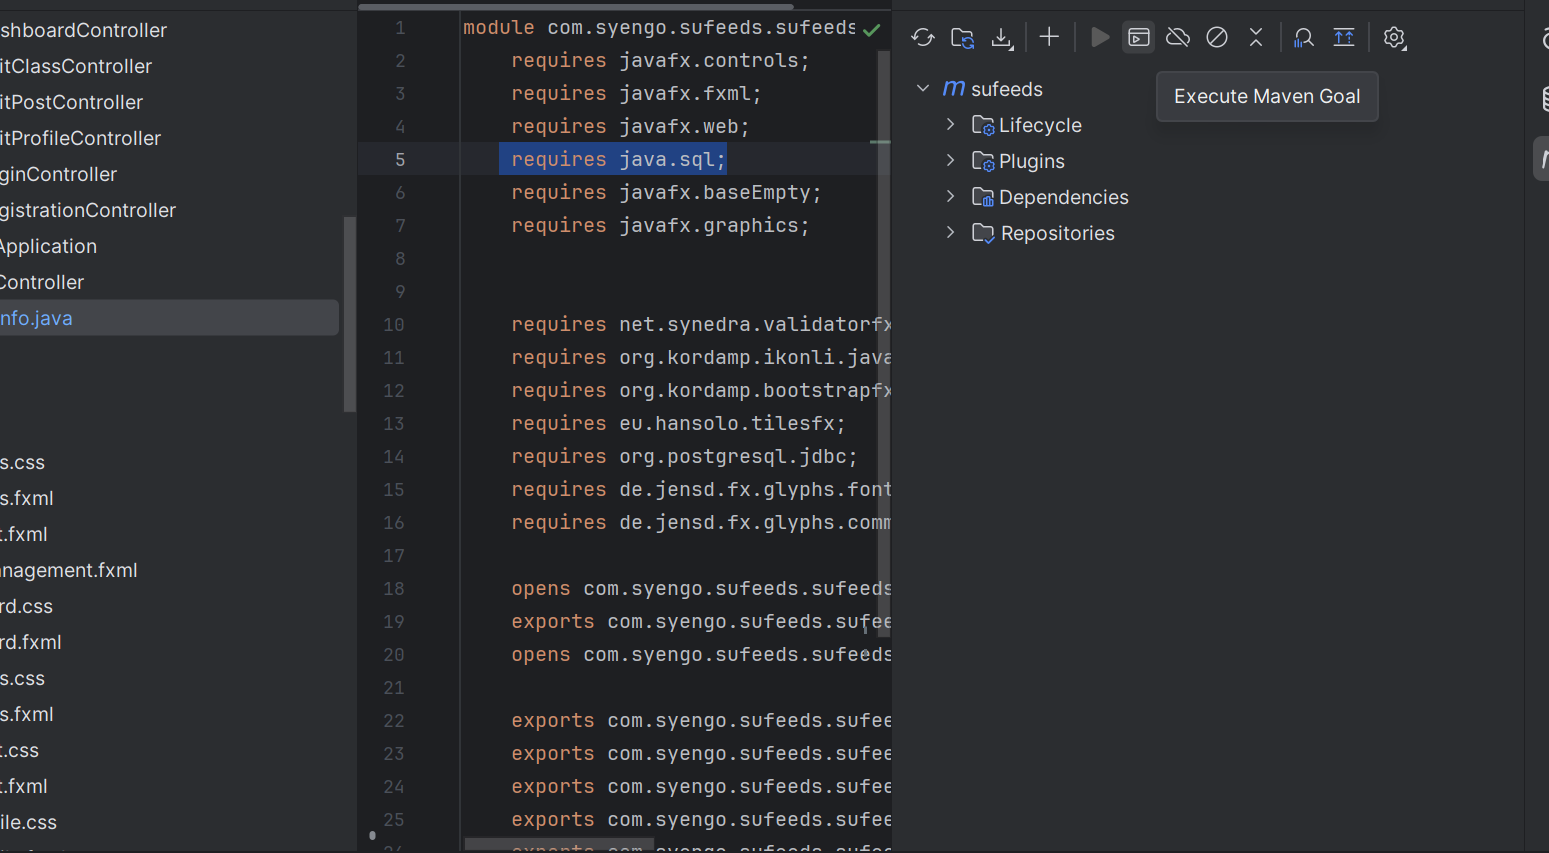 shboardController
itClassController
itPostController
itProfileController
ginController
gistrationController
Application
Controller
nfo.java
s.css
s.fxml
t.fxml
nagement.fxml
rd.css
rd.fxml
s.css
s.fxml
t.css
t.fxml
ile.css
1 module com.syengo.sufeeds.sufeeds
2 requires javafx.controls;
3 requires javafx.fxml;
4 requires javafx.web;
5 requires java.sql;
6 requires javafx.baseEmpty;
7 requires javafx.graphics;
8
9
10 requires net.synedra.validatorfx
11 requires org.kordamp.ikonli.java
12 requires org.kordamp.bootstrapfx
13 requires eu.hansolo.tilesfx;
14 requires org.postgresql.jdbc;
15 requires de.jensd.fx.glyphs.font
16 requires de.jensd.fx.glyphs.comm
17
18 opens com.syengo.sufeeds.sufeeds
19 exports com.syengo.sufeeds.sufee
20 opens com.syengo.sufeeds.sufeeds
21
22 exports com.syengo.sufeeds.sufee
23 exports com.syengo.sufeeds.sufee
24 exports com.syengo.sufeeds.sufee
25 exports com.syengo.sufeeds.sufee
m sufeeds
Execute Maven Goal
Lifecycle
Plugins
Dependencies
Repositories